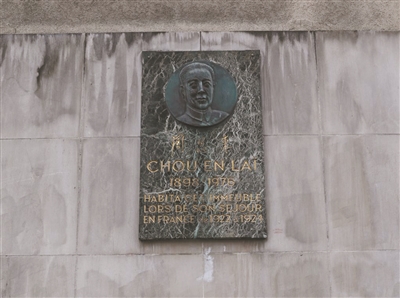 CHOU EN-LAI
1898-1976
HABITA CET IMMEUBLE
LORS DE SON SEJOUR
EN FRANCE 1922 A 1924